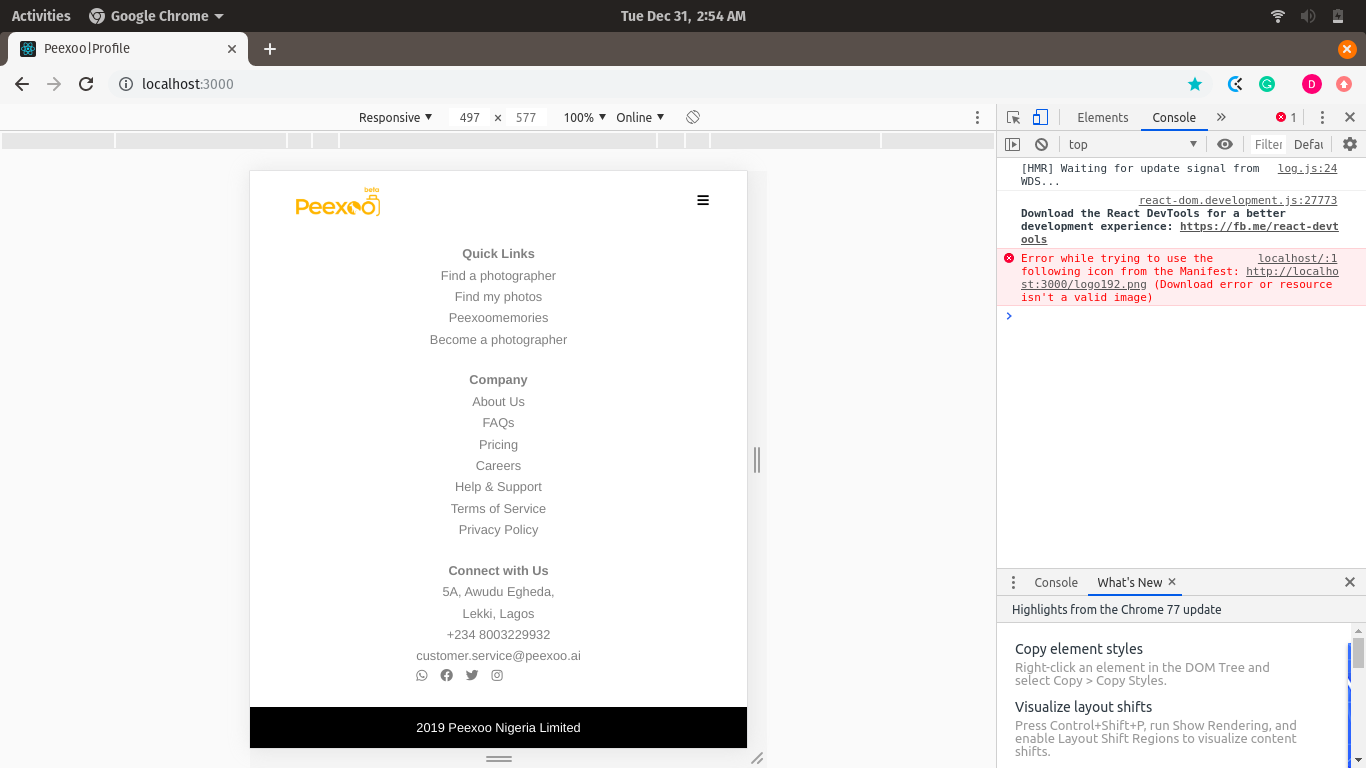 Activities
Google Chrome
Tue Dec 31, 2:54 AM
Peexoo|Profile
localhost:3000
Responsive
497 × 577
100%
Online
Elements
Console
1
top
Filter
Defau
[HMR] Waiting for update signal from log.js:24
WDS...
react-dom.development.js:27773
Download the React DevTools for a better
development experience: https://fb.me/react-devt
ools
Error while trying to use the localhost/:1
following icon from the Manifest: http://localho
st:3000/logo192.png (Download error or resource
isn't a valid image)
beta
Peexoo
Quick Links
Find a photographer
Find my photos
Peexoomemories
Become a photographer
Company
About Us
FAQs
Pricing
Careers
Help & Support
Terms of Service
Privacy Policy
Connect with Us
5A, Awudu Egheda,
Lekki, Lagos
+234 8003229932
customer.service@peexoo.ai
2019 Peexoo Nigeria Limited
Console
What's New
Highlights from the Chrome 77 update
Copy element styles
Right-click an element in the DOM Tree and
select Copy > Copy Styles.
Visualize layout shifts
Press Control+Shift+P, run Show Rendering, and
enable Layout Shift Regions to visualize content
shifts.